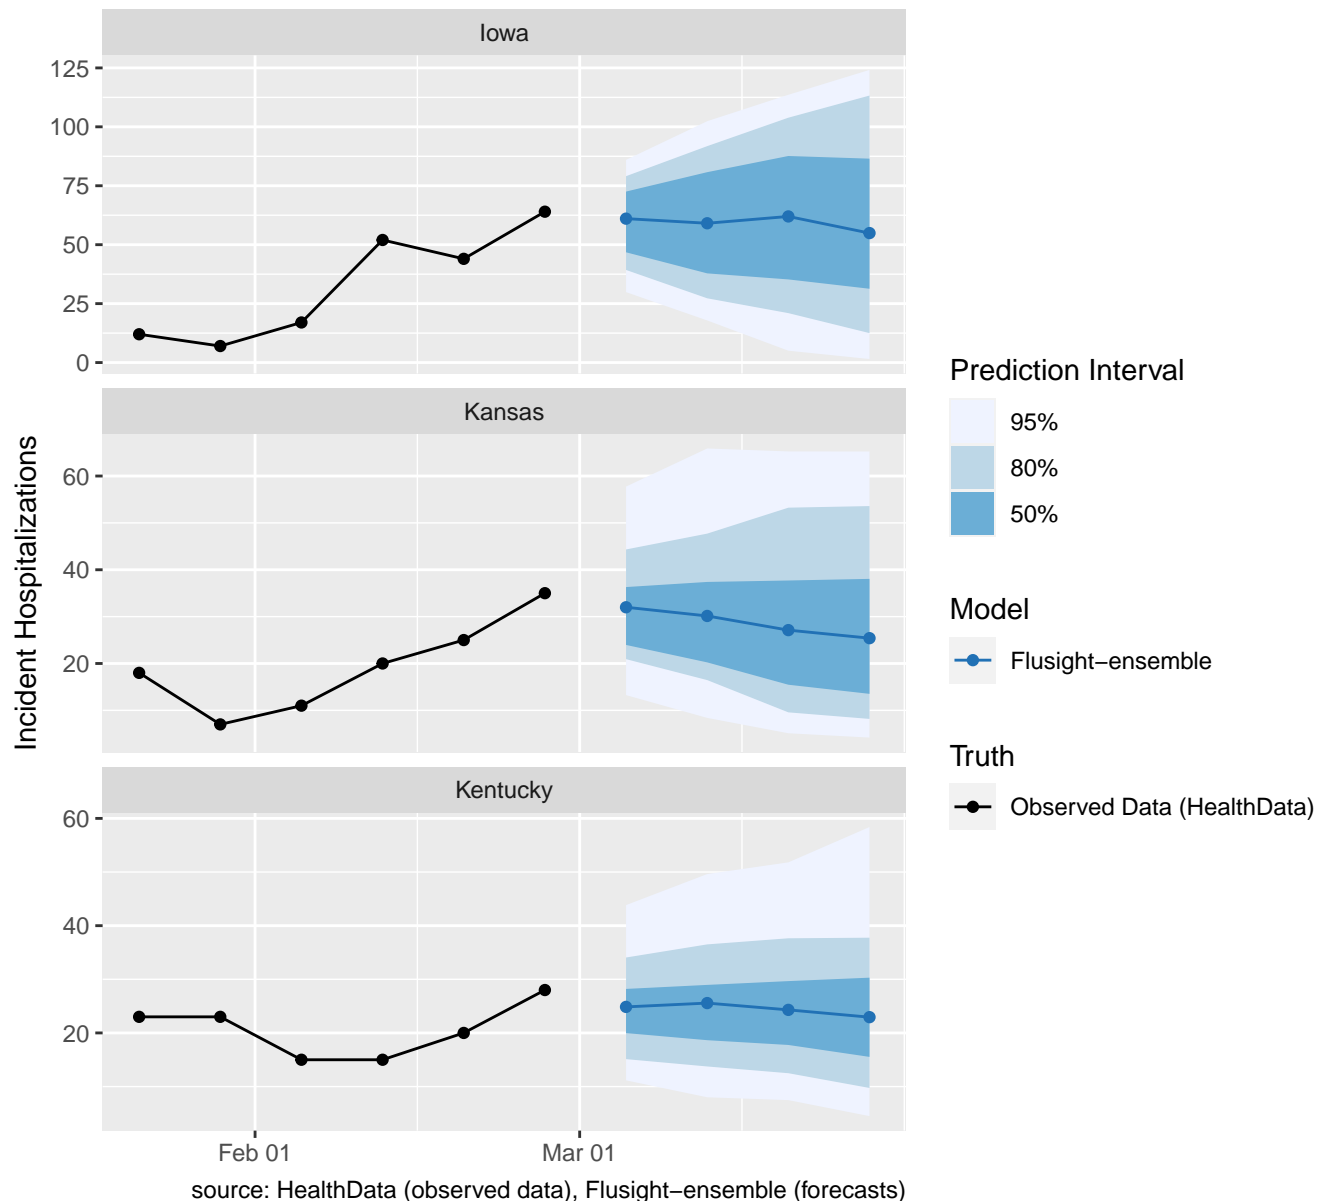 Iowa
125
100
75
50
25
0
Kansas
60
40
20
Kentucky
60
40
20
Incident Hospitalizations
Feb 01
Mar 01
source: HealthData (observed data), Flusight−ensemble (forecasts)
Prediction Interval
95%
80%
50%
Model
Flusight−ensemble
Truth
Observed Data (HealthData)